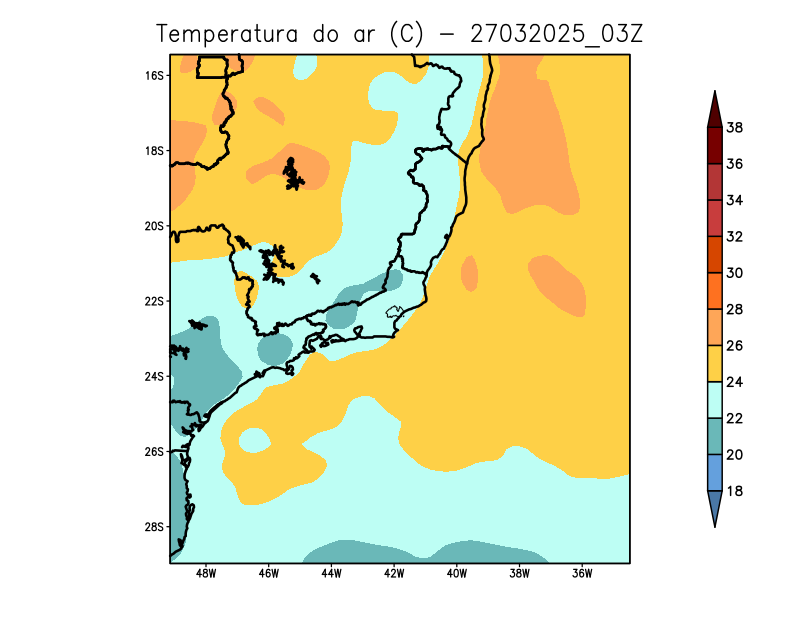 Temperatura do ar (C) – 27032025_03Z
16S
18S
20S
22S
24S
26S
28S
48W 46W 44W 42W 40W 38W 36W
38
36
34
32
30
28
26
24
22
20
18